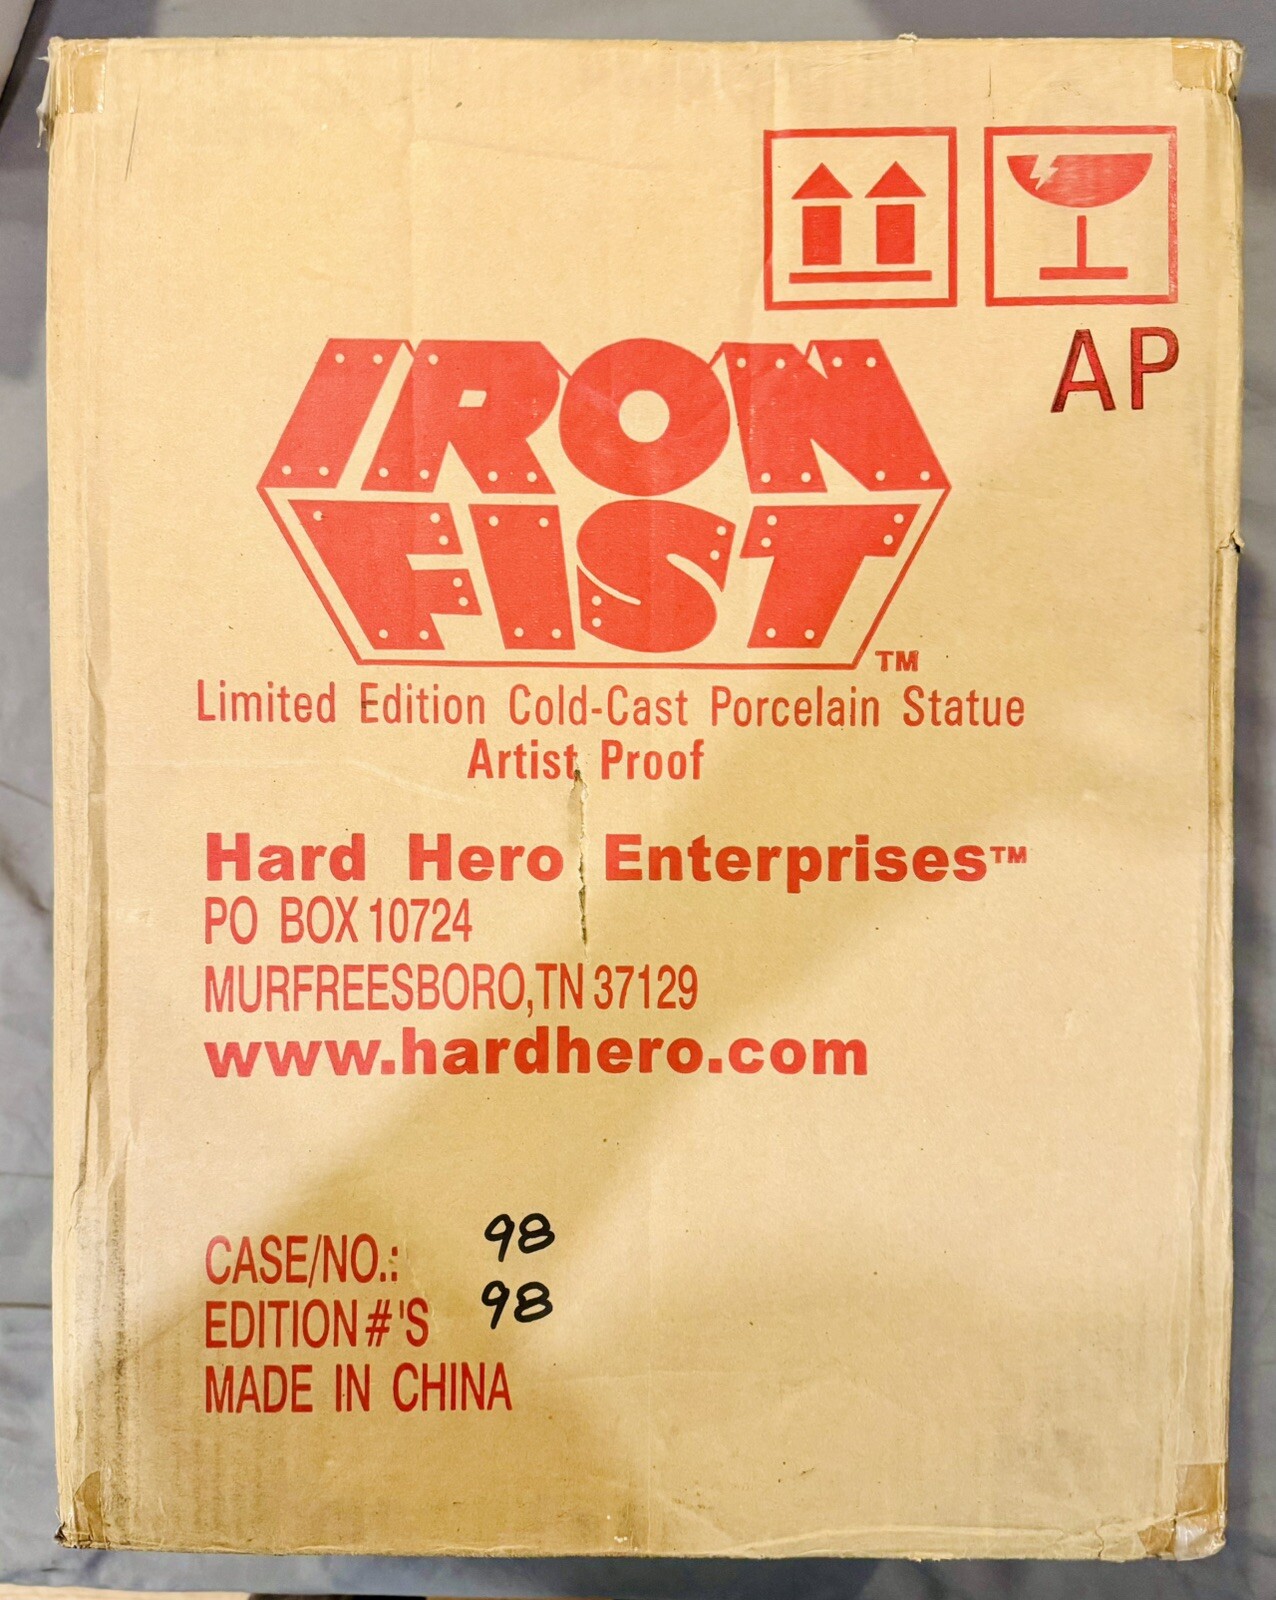 AP
IRON
FIST TM
Limited Edition Cold-Cast Porcelain Statue
Artist Proof
Hard Hero Enterprises™
PO BOX 10724
MURFREESBORO,TN 37129
www.hardhero.com
CASE/NO.: 98
EDITION #'S 98
MADE IN CHINA